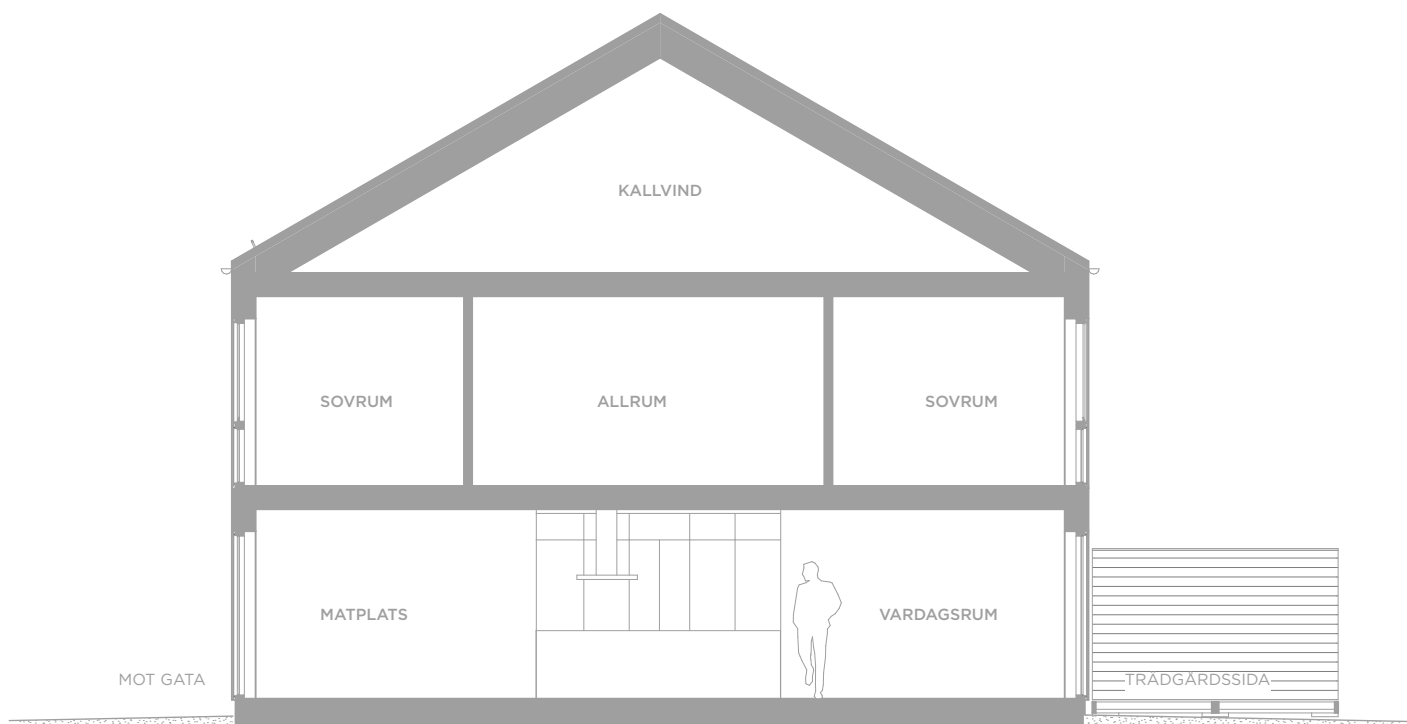 KALLVIND
SOVRUM
ALLRUM
SOVRUM
MATPLATS
VARDAGSRUM
MOT GATA
TRÄDGÅRDSSIDA